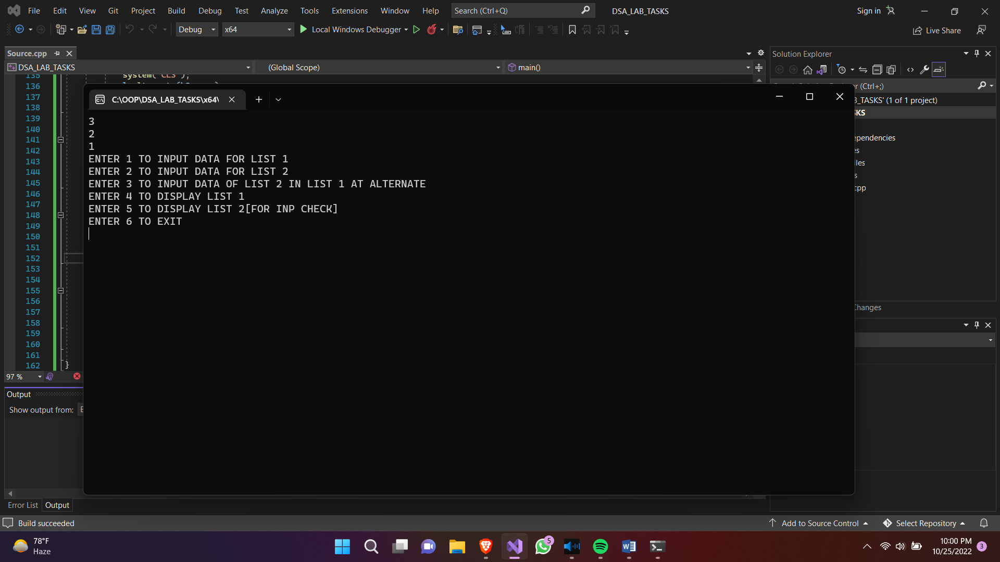 File Edit View Git Project Build Debug Test Analyze Tools Extensions Window Help Search (Ctrl+Q) DSA_LAB_TASKS Sign in
Debug x64 Local Windows Debugger Live Share
Source.cpp
DSA_LAB_TASKS (Global Scope) main()
Solution Explorer
135 system("CLS");
136
137
138
139
140
141
142
143
144
145
146
147
148
149
150
151
152
153
154
155
156
157
158
159
160
161
162 }
r (Ctrl+;)
B_TASKS' (1 of 1 project)
KS
ependencies
es
iles
s
cpp
Changes
C:\OOP\DSA_LAB_TASKS\x64\
3
2
1
ENTER 1 TO INPUT DATA FOR LIST 1
ENTER 2 TO INPUT DATA FOR LIST 2
ENTER 3 TO INPUT DATA OF LIST 2 IN LIST 1 AT ALTERNATE
ENTER 4 TO DISPLAY LIST 1
ENTER 5 TO DISPLAY LIST 2[FOR INP CHECK]
ENTER 6 TO EXIT
97 %
Output
Show output from:
Error List Output
Build succeeded Add to Source Control Select Repository
78°F
Haze
5
10:00 PM
10/25/2022
3